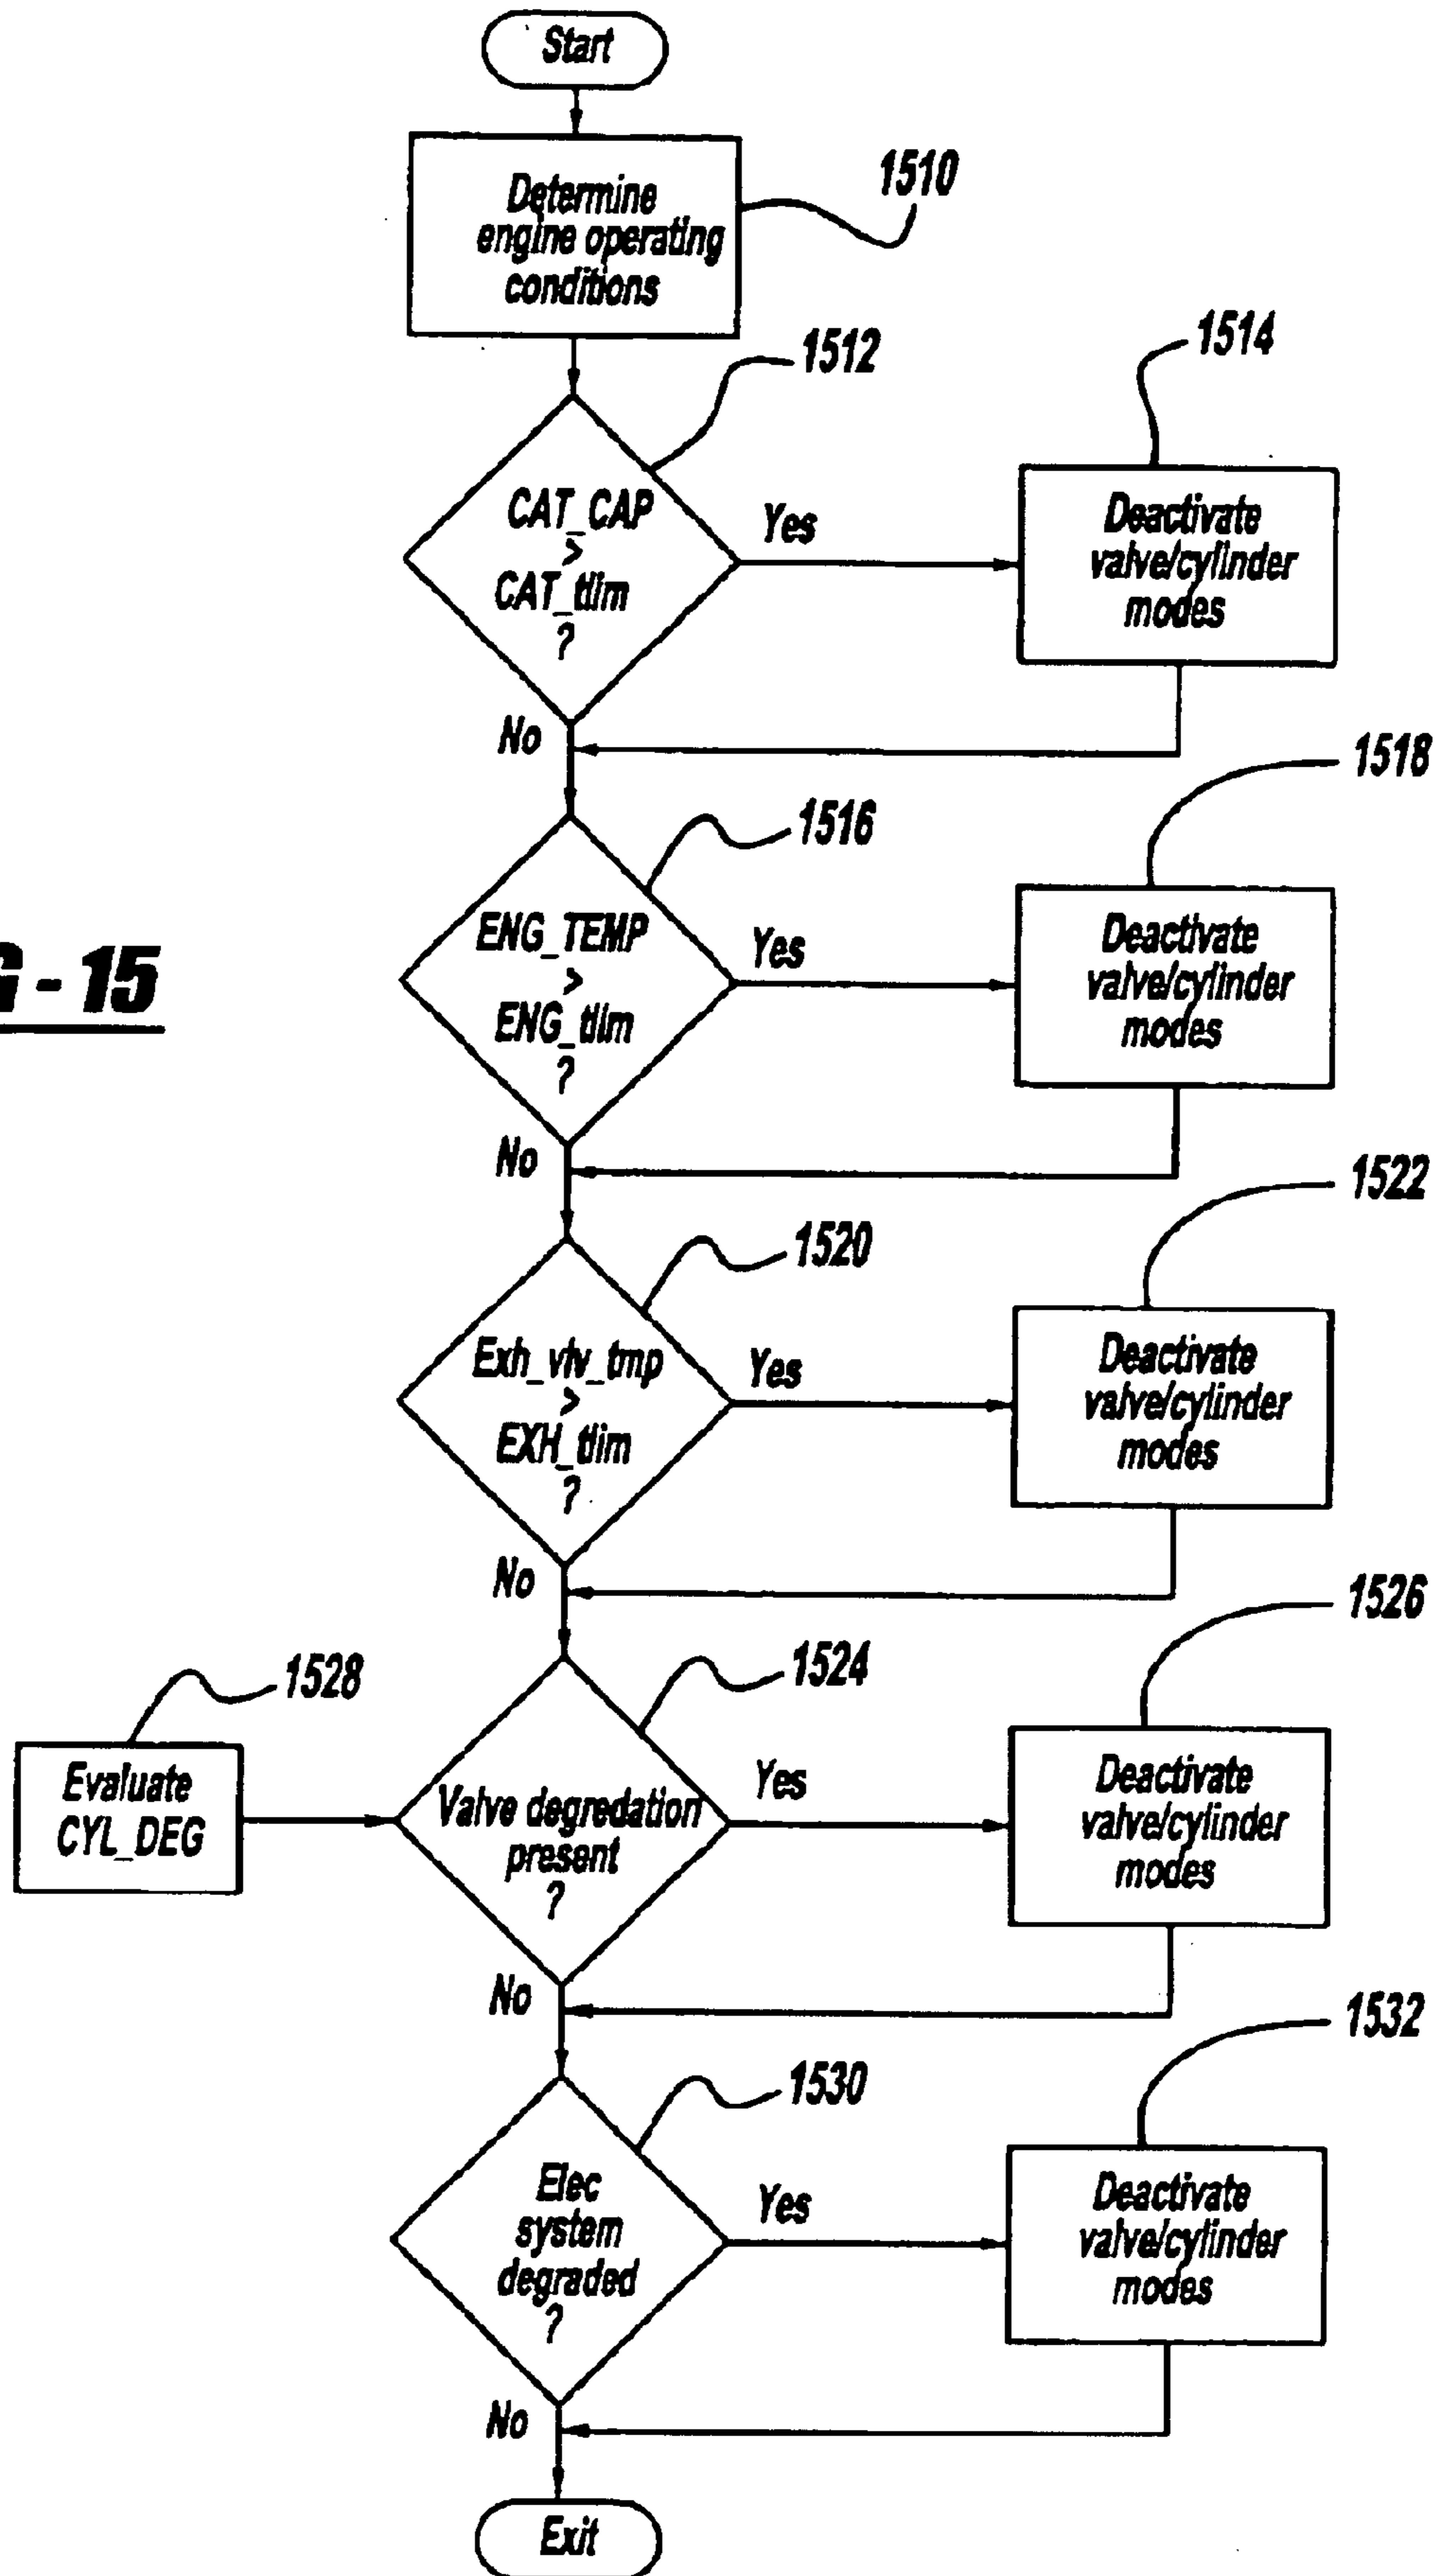 Start
Determine
engine operating
conditions
1510
CAT_CAP
>
CAT_tlim
?
1512
Yes
Deactivate
valve/cylinder
modes
1514
No
ENG_TEMP
>
ENG_tlim
?
1516
Yes
Deactivate
valve/cylinder
modes
1518
No
G - 15
Exh_vlv_tmp
>
EXH_tlim
?
1520
Yes
Deactivate
valve/cylinder
modes
1522
No
Evaluate
CYL_DEG
1528
Valve degredation
present
?
1524
Yes
Deactivate
valve/cylinder
modes
1526
No
Elec
system
degraded
?
1530
Yes
Deactivate
valve/cylinder
modes
1532
No
Exit